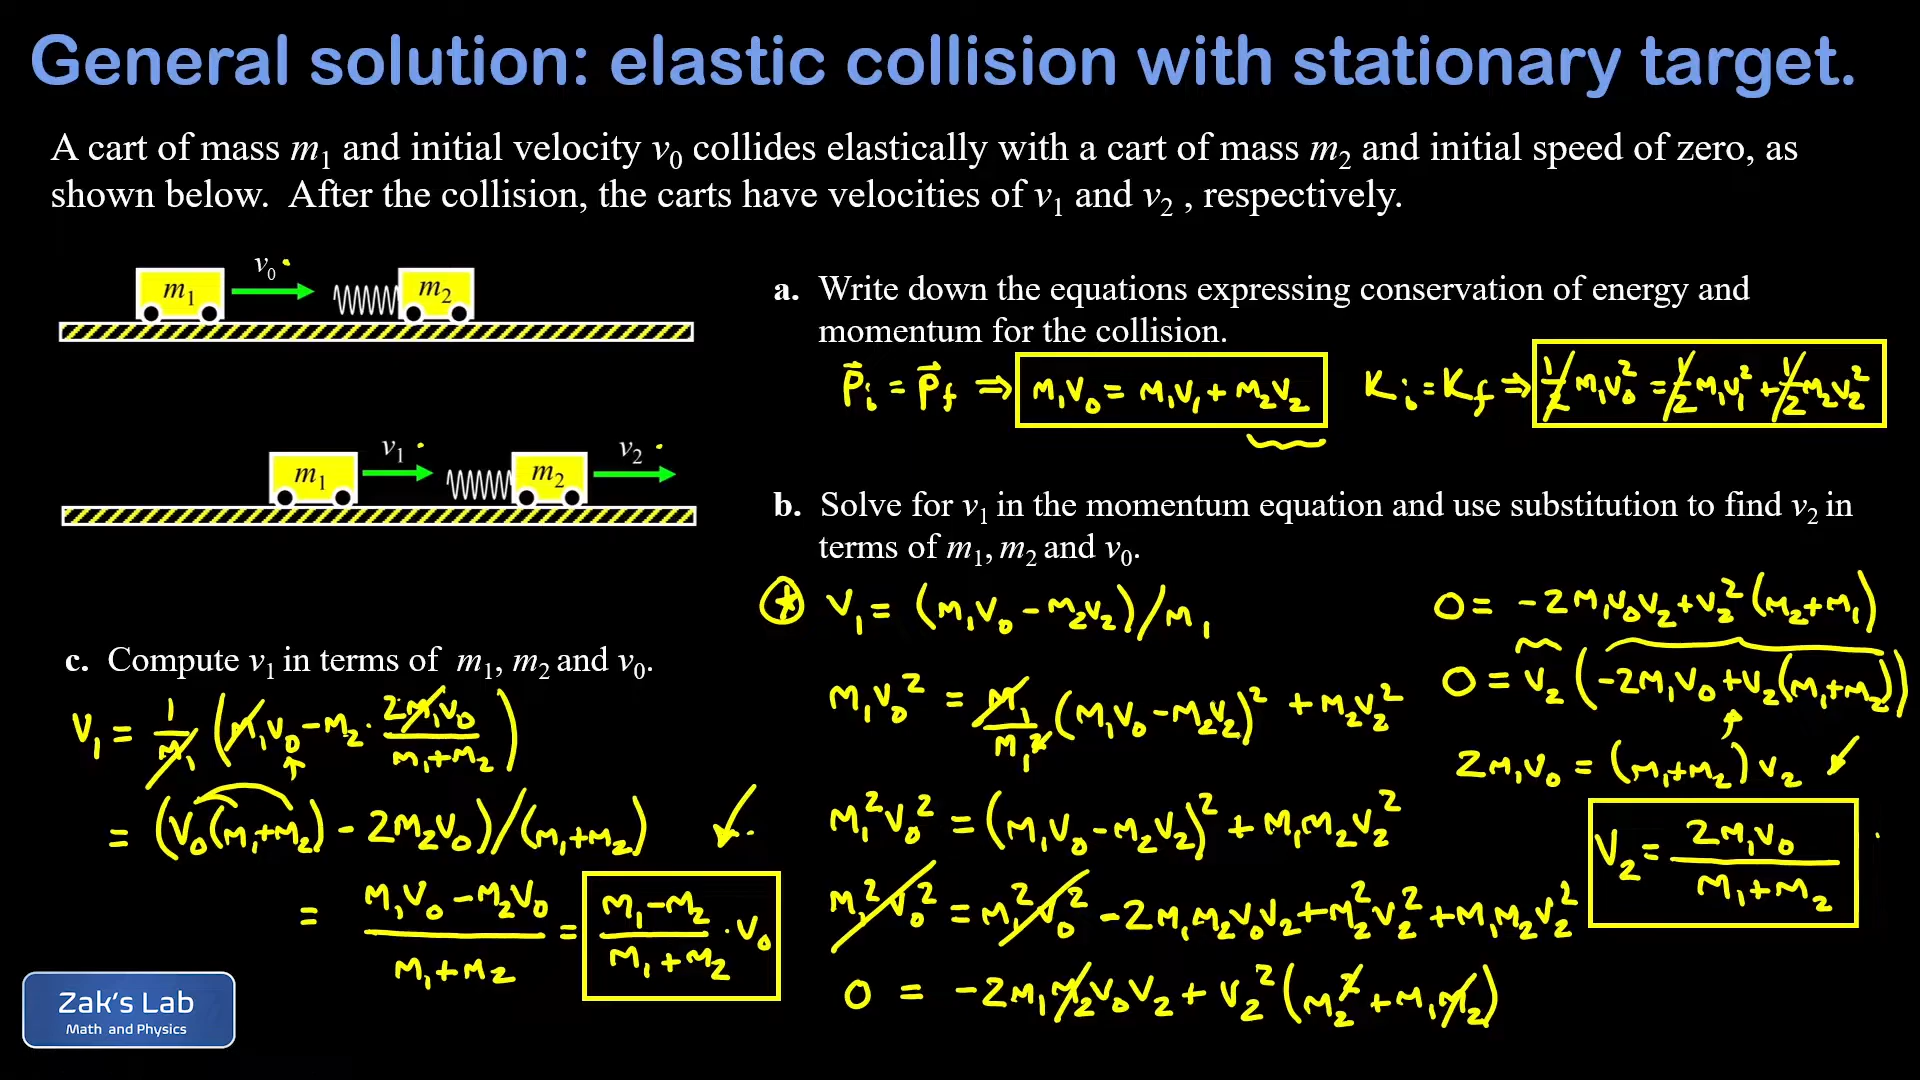 General solution: elastic collision with stationary target.
A cart of mass m₁ and initial velocity v₀ collides elastically with a cart of mass m₂ and initial speed of zero, as
shown below. After the collision, the carts have velocities of v₁ and v₂ , respectively.
v₀
m₁
m₂
v₁
v₂
m₁
m₂
a. Write down the equations expressing conservation of energy and
momentum for the collision.
P⃗ᵢ = P⃗f ⇒ m₁v₀ = m₁v₁ + m₂v₂
Kᵢ = Kf ⇒ 1/2 m₁v₀² = 1/2 m₁v₁² + 1/2 m₂v₂²
b. Solve for v₁ in the momentum equation and use substitution to find v₂ in
terms of m₁, m₂ and v₀.
* v₁ = (m₁v₀ - m₂v₂)/m₁
m₁v₀² = m₁/m₁² (m₁v₀ - m₂v₂)² + m₂v₂²
m₁²v₀² = (m₁v₀ - m₂v₂)² + m₁m₂v₂²
m₁²v₀² = m₁²v₀² - 2m₁m₂v₀v₂ + m₂²v₂² + m₁m₂v₂²
0 = -2m₁m₂v₀v₂ + v₂²(m₂² + m₁m₂)
0 = -2m₁v₀v₂ + v₂²(m₂+m₁)
0 = v₂(-2m₁v₀ + v₂(m₁+m₂))
2m₁v₀ = (m₁+m₂)v₂
v₂ = 2m₁v₀/m₁+m₂
c. Compute v₁ in terms of m₁, m₂ and v₀.
v₁ = 1/m₁ (m₁v₀ - m₂ · 2m₁v₀/m₁+m₂)
= (v₀(m₁+m₂) - 2m₂v₀)/(m₁+m₂)
= m₁v₀ - m₂v₀/m₁+m₂ = m₁-m₂/m₁+m₂ · v₀
Zak's Lab
Math and Physics